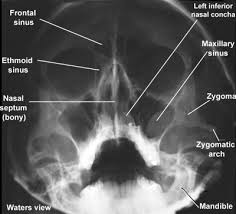 Frontal
sinus
Left inferior
nasal concha
Maxillary
sinus
Ethmoid
sinus
Zygoma
Nasal
septum
(bony)
Zygomatic
arch
Waters view
Mandible